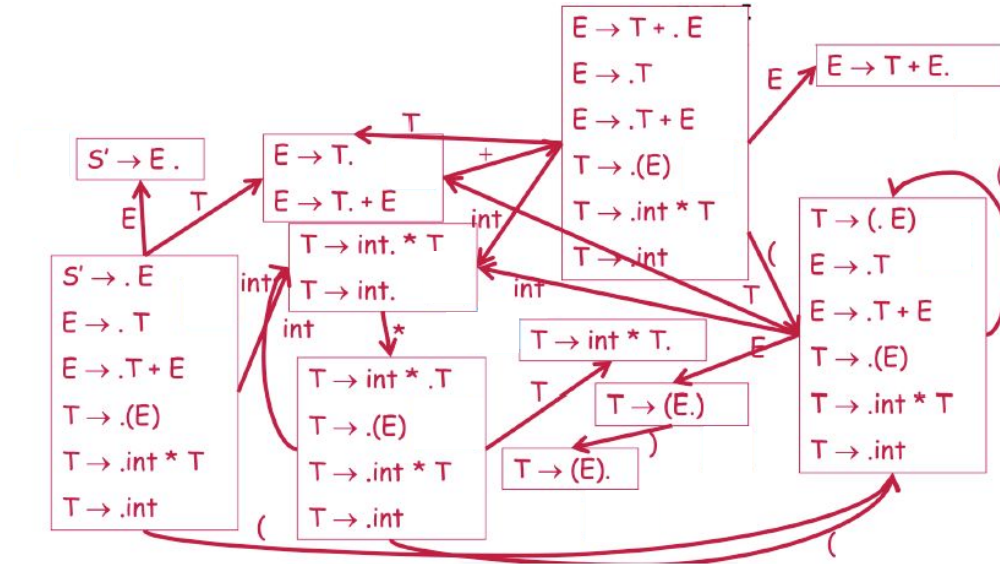 E → T + . E
E → .T
E → .T + E
T → .(E)
T → .int * T
T → .int
E
E → T + E.
S' → E .
T
E → T.
E → T. + E
+
E
T
int
T → int. * T
T → int.
S' → . E
E → . T
E → .T + E
T → .(E)
T → .int * T
T → .int
int
int
*
int
T
(
T → (. E)
E → .T
E → .T + E
T → .(E)
T → .int * T
T → .int
(
T → int * .T
T → .(E)
T → .int * T
T → .int
T
T → int * T.
E
T → (E.)
)
T → (E).
(
(